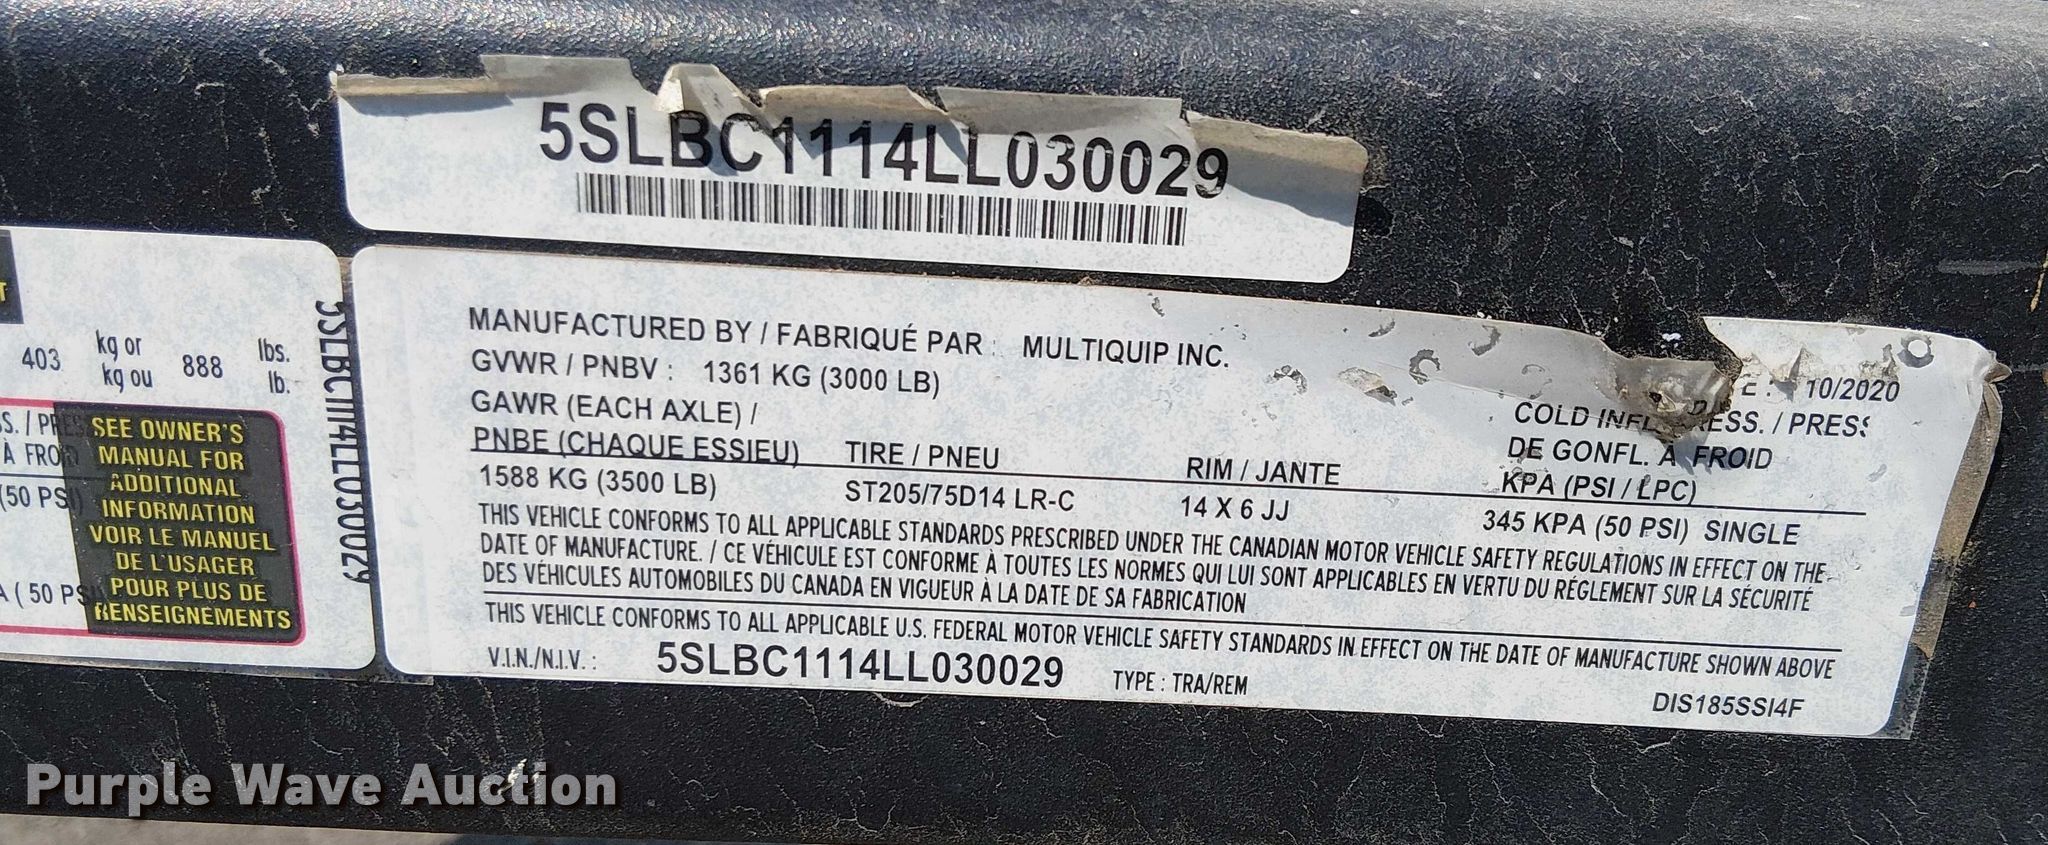 5SLBC1114LL030029
403 kg or 888 lbs.
kg ou lb.
SEE OWNER'S
MANUAL FOR
ADDITIONAL
INFORMATION
VOIR LE MANUEL
DE L'USAGER
POUR PLUS DE
RENSEIGNEMENTS
(50 PSI)
À FROID
( 50 PSI
5SLBC1114LL030029
MANUFACTURED BY / FABRIQUÉ PAR : MULTIQUIP INC.
E : 10/2020
GVWR / PNBV : 1361 KG (3000 LB)
GAWR (EACH AXLE) /
PNBE (CHAQUE ESSIEU) TIRE / PNEU RIM / JANTE
COLD INFL. PRESS. / PRESS
DE GONFL. À FROID
KPA (PSI / LPC)
1588 KG (3500 LB) ST205/75D14 LR-C 14 X 6 JJ 345 KPA (50 PSI) SINGLE
THIS VEHICLE CONFORMS TO ALL APPLICABLE STANDARDS PRESCRIBED UNDER THE CANADIAN MOTOR VEHICLE SAFETY REGULATIONS IN EFFECT ON THE
DATE OF MANUFACTURE. / CE VÉHICULE EST CONFORME À TOUTES LES NORMES QUI LUI SONT APPLICABLES EN VERTU DU RÉGLEMENT SUR LA SÉCURITÉ
DES VÉHICULES AUTOMOBILES DU CANADA EN VIGUEUR À LA DATE DE SA FABRICATION
THIS VEHICLE CONFORMS TO ALL APPLICABLE U.S. FEDERAL MOTOR VEHICLE SAFETY STANDARDS IN EFFECT ON THE DATE OF MANUFACTURE SHOWN ABOVE
V.I.N./N.I.V. : 5SLBC1114LL030029 TYPE : TRA/REM DIS185SSI4F
Purple Wave Auction